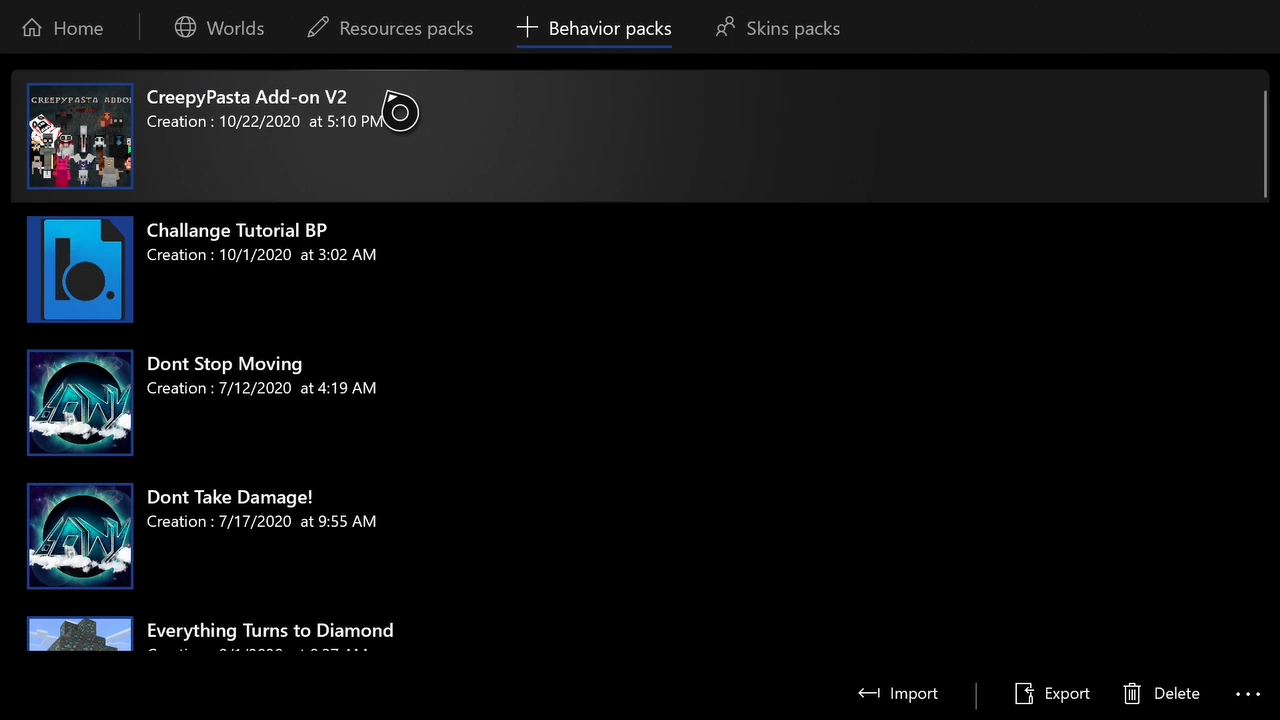 Home
Worlds
Resources packs
Behavior packs
Skins packs
CREEPYPASTA ADDO
CreepyPasta Add-on V2
Creation : 10/22/2020 at 5:10 PM
b.
Challange Tutorial BP
Creation : 10/1/2020 at 3:02 AM
Dont Stop Moving
Creation : 7/12/2020 at 4:19 AM
Dont Take Damage!
Creation : 7/17/2020 at 9:55 AM
Everything Turns to Diamond
Import
Export
Delete